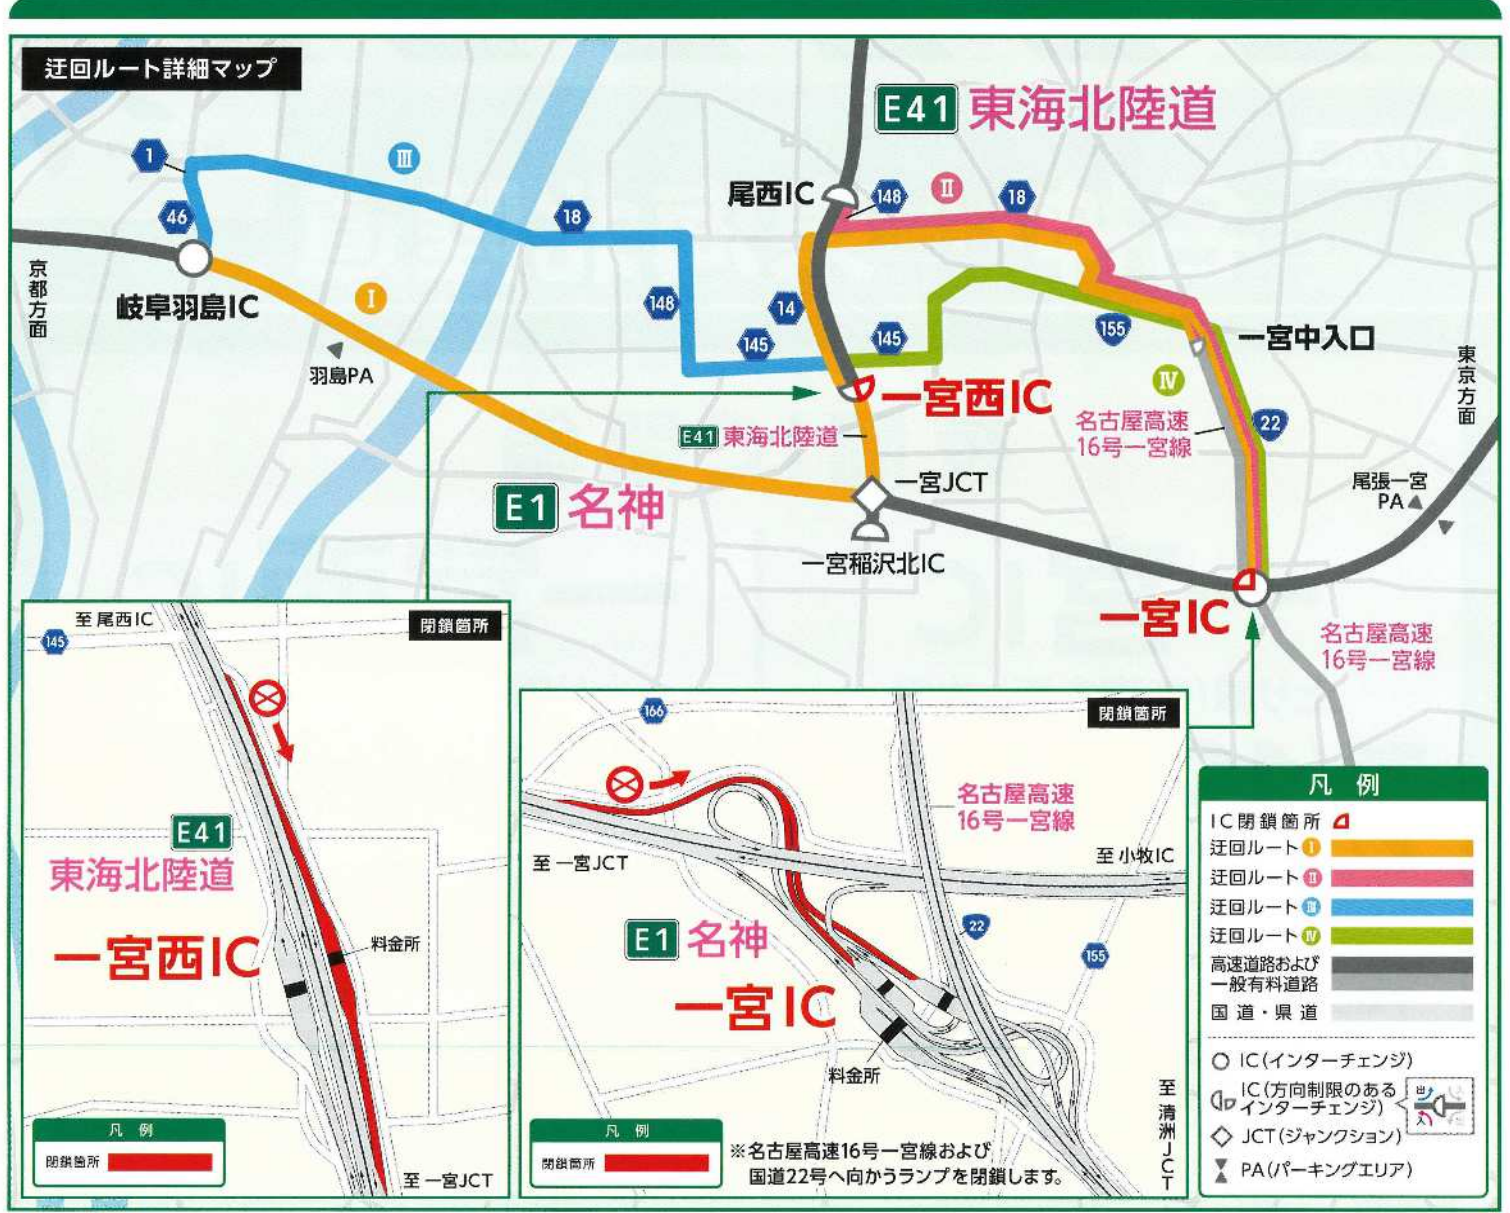 迂回ルート詳細マップ
E41 東海北陸道
1
Ⅲ
46
18
尾西IC
148
Ⅱ
18
京都方面
岐阜羽島IC
Ⅰ
羽島PA
148
14
145
145
155
一宮中入口
東京方面
Ⅳ
一宮西IC
名古屋高速
16号一宮線
22
E41 東海北陸道
E1 名神
一宮JCT
一宮稲沢北IC
尾張一宮
PA
一宮IC
名古屋高速
16号一宮線
至 尾西IC
閉鎖箇所
145
E41
東海北陸道
一宮西IC
料金所
凡 例
閉鎖箇所
至 一宮JCT
166
閉鎖箇所
名古屋高速
16号一宮線
至 一宮JCT
至 小牧IC
E1 名神
22
155
一宮IC
料金所
至 清洲JCT
凡 例
閉鎖箇所
※名古屋高速16号一宮線および
国道22号へ向かうランプを閉鎖します。
凡 例
IC閉鎖箇所
迂回ルートⅠ
迂回ルートⅡ
迂回ルートⅢ
迂回ルートⅣ
高速道路および
一般有料道路
国道・県道
IC(インターチェンジ)
IC(方向制限のある
インターチェンジ)
出
入
JCT(ジャンクション)
PA(パーキングエリア)